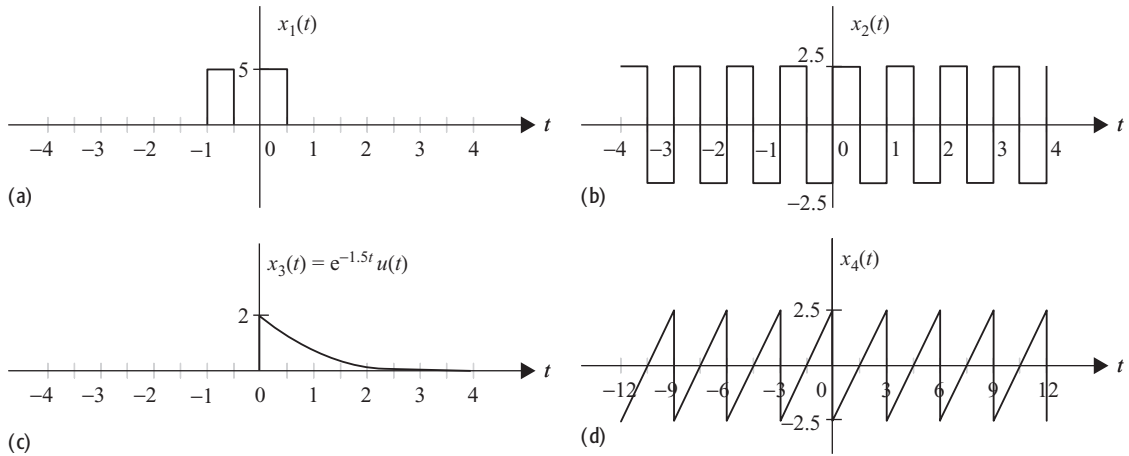 x1(t)
5
t
−4 −3 −2 −1 0 1 2 3 4
(a)
x2(t)
2.5
t
−4 −3 −2 −1 0 1 2 3 4
−2.5
(b)
x3(t) = e−1.5t u(t)
2
t
−4 −3 −2 −1 0 1 2 3 4
(c)
x4(t)
2.5
t
−12 −9 −6 −3 0 3 6 9 12
−2.5
(d)